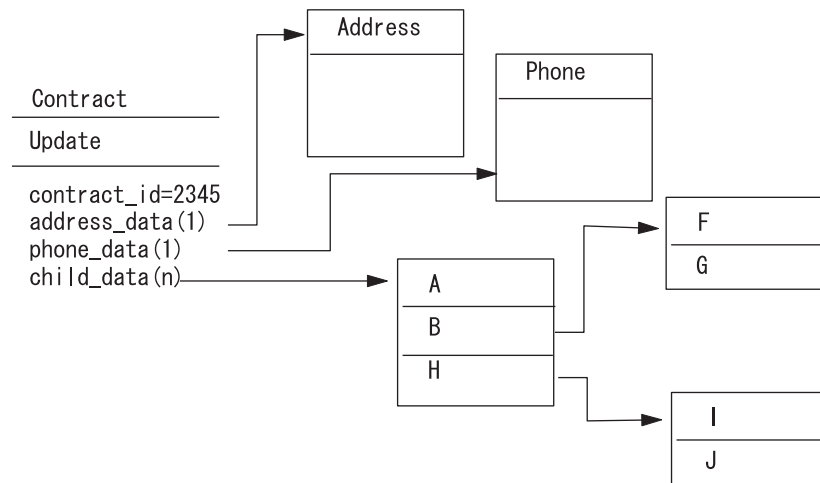 Address
Phone
Contract
Update
contract_id=2345
address_data(1)
phone_data(1)
child_data(n)
A
B
H
F
G
I
J